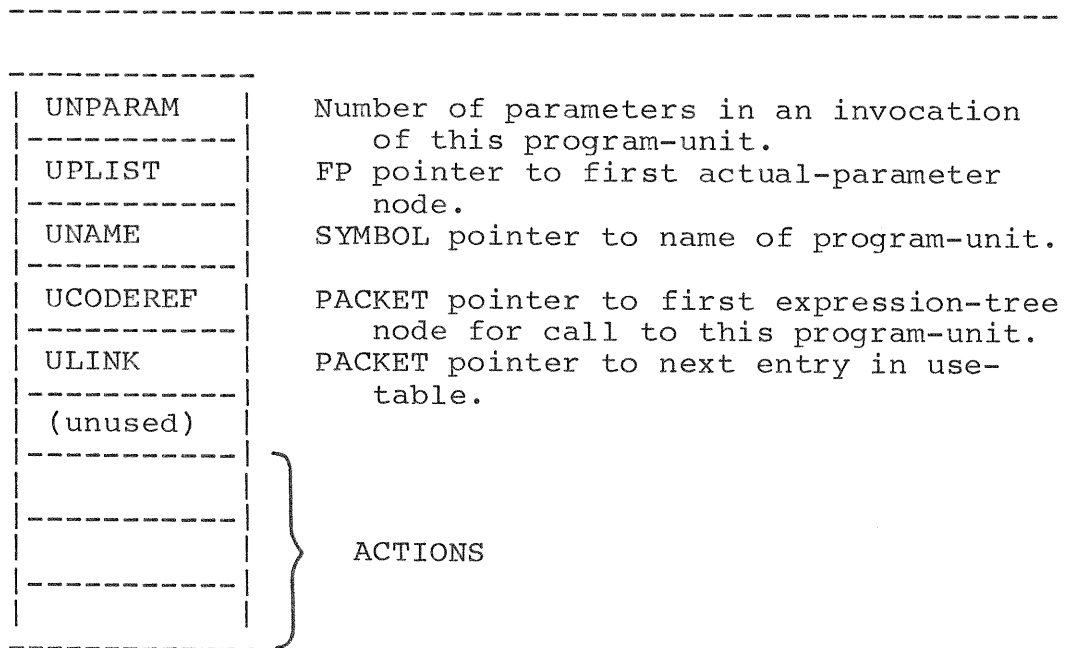 UNPARAM Number of parameters in an invocation
of this program-unit.
UPLIST FP pointer to first actual-parameter
node.
UNAME SYMBOL pointer to name of program-unit.
UCODEREF PACKET pointer to first expression-tree
node for call to this program-unit.
ULINK PACKET pointer to next entry in use-
table.
(unused)
ACTIONS